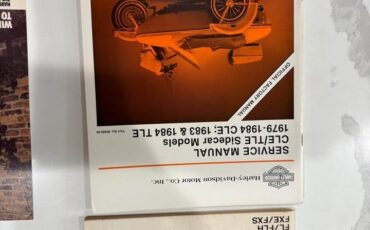 OFFICIAL FACTORY MANUAL
SERVICE MANUAL
CLE/TLE Sidecar Models
1979-1984 CLE; 1983 & 1984 TLE
Harley-Davidson Motor Co., Inc.
FL/FLH
FXE/FXS